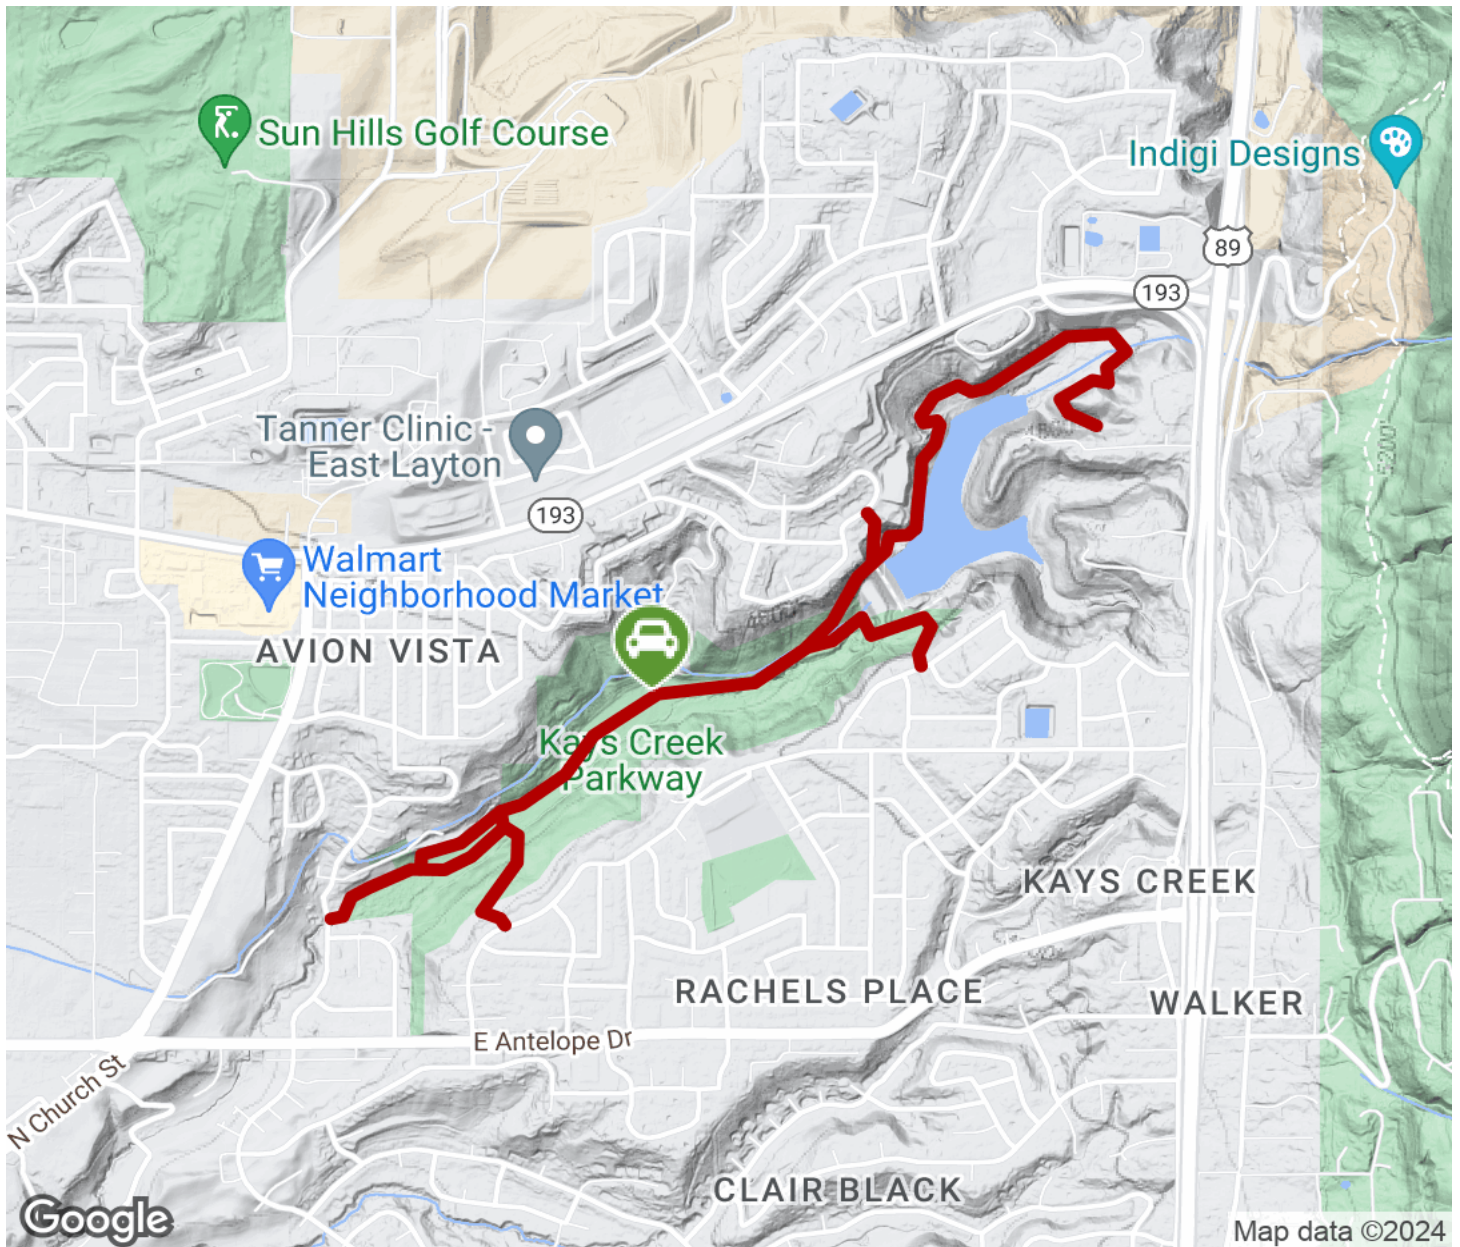 Sun Hills Golf Course
Indigi Designs
89
193
Tanner Clinic -
East Layton
193
5200'
Walmart
Neighborhood Market
AVION VISTA
Kays Creek
Parkway
KAYS CREEK
RACHELS PLACE
WALKER
E Antelope Dr
N Church St
CLAIR BLACK
Google
Map data ©2024